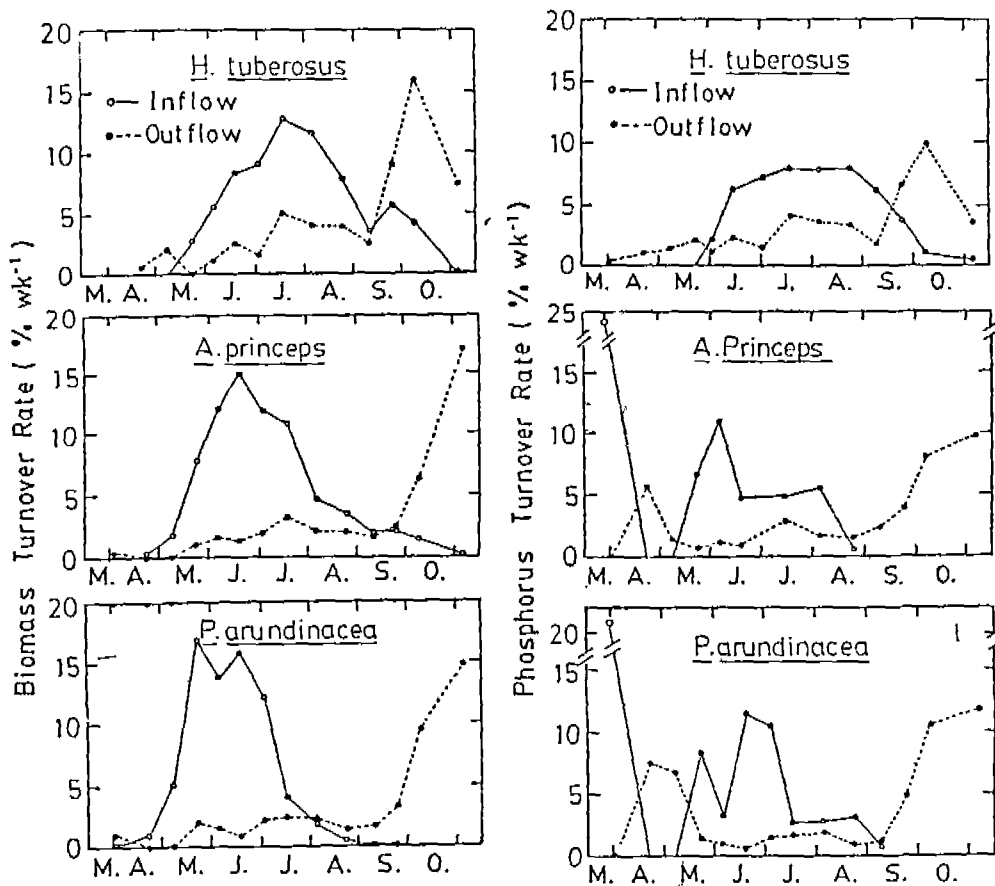 Biomass Turnover Rate ( % wk⁻¹)
20
15
10
5
0
H. tuberosus
Inflow
Outflow
M. A. M. J. J. A. S. O.
20
15
10
5
0
A. princeps
M. A. M. J. J. A. S. O.
20
15
10
5
0
P. arundinacea
M. A. M. J. J. A. S. O.
Phosphorus Turnover Rate ( % wk⁻¹)
20
15
10
5
0
H. tuberosus
Inflow
Outflow
M. A. M. J. J. A. S. O.
25
15
10
5
0
A. Princeps
M. A. M. J. J. A. S. O.
20
15
10
5
0
P. arundinacea
M. A. M. J. J. A. S. O.